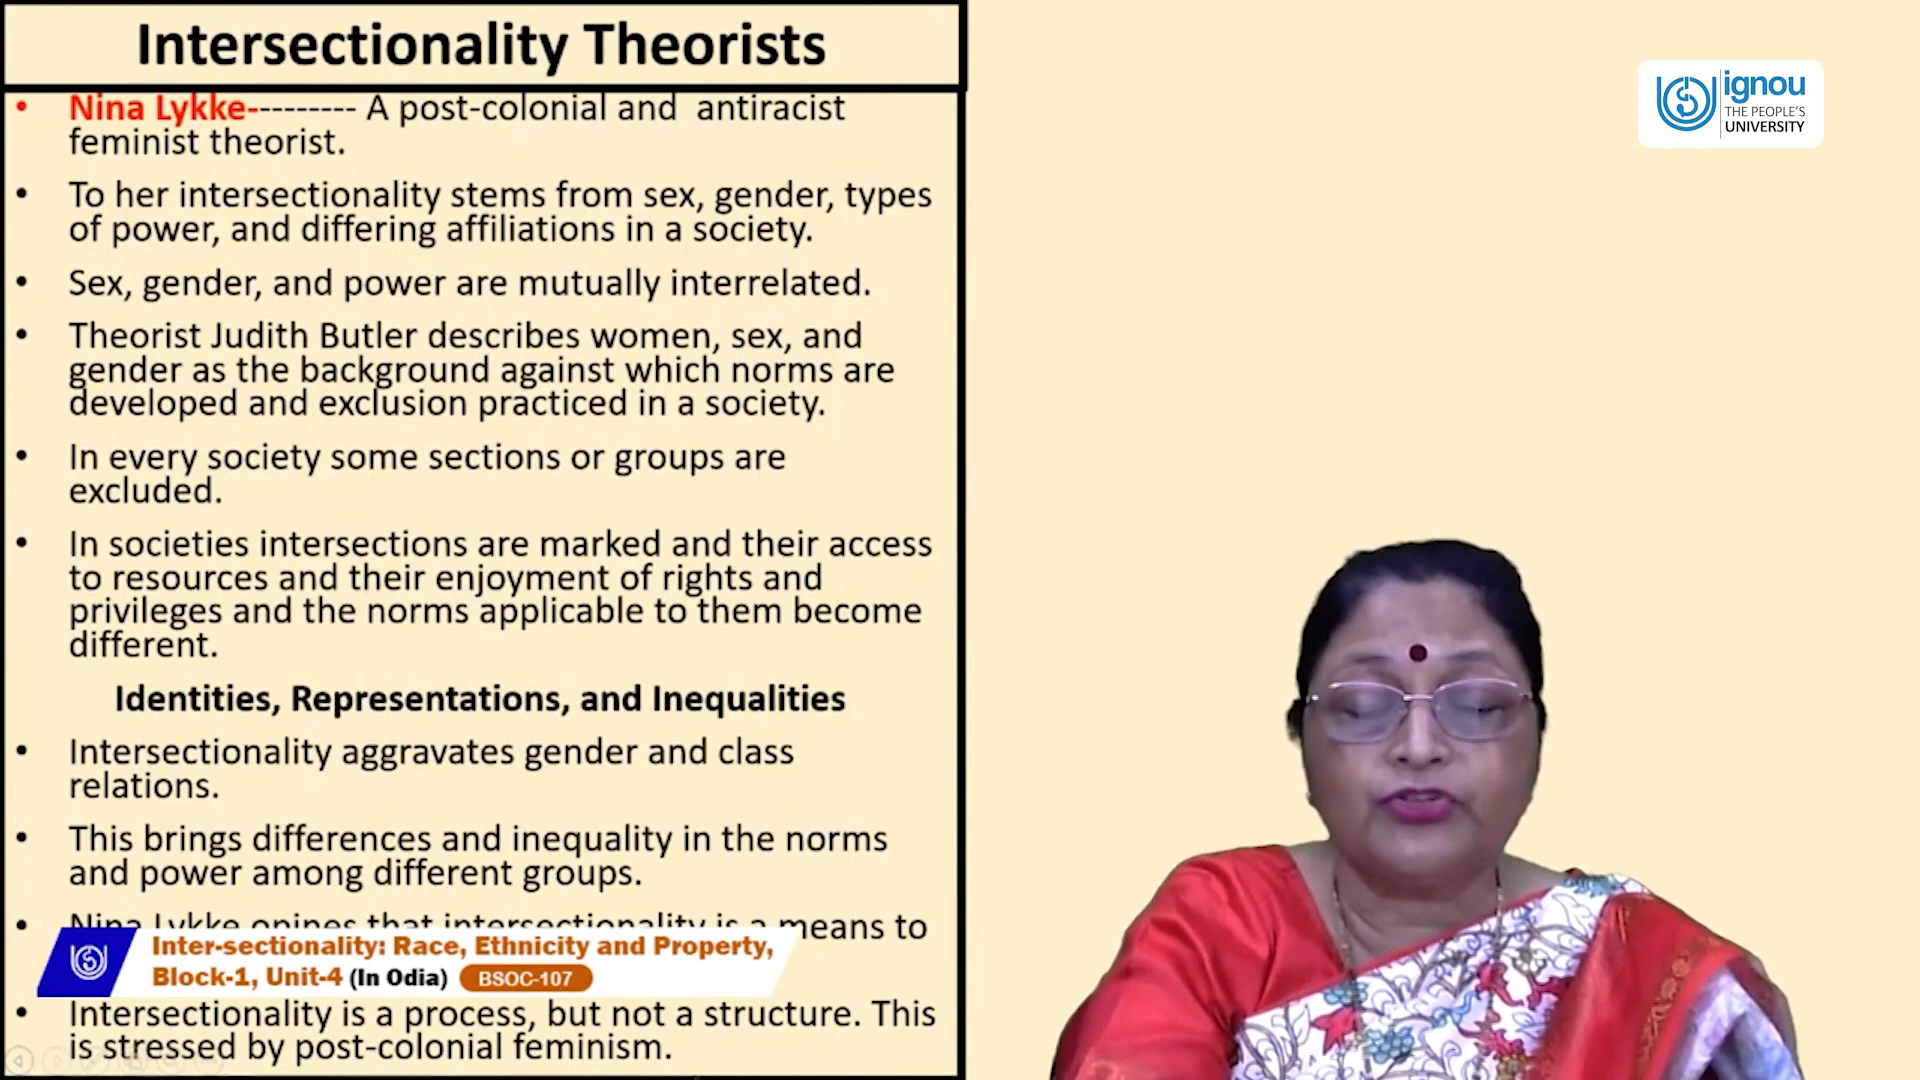 Intersectionality Theorists
• Nina Lykke--------- A post-colonial and antiracist
feminist theorist.
• To her intersectionality stems from sex, gender, types
of power, and differing affiliations in a society.
• Sex, gender, and power are mutually interrelated.
• Theorist Judith Butler describes women, sex, and
gender as the background against which norms are
developed and exclusion practiced in a society.
• In every society some sections or groups are
excluded.
• In societies intersections are marked and their access
to resources and their enjoyment of rights and
privileges and the norms applicable to them become
different.
Identities, Representations, and Inequalities
• Intersectionality aggravates gender and class
relations.
• This brings differences and inequality in the norms
and power among different groups.
• Nina Lykke opines that intersectionality is a means to
Inter-sectionality: Race, Ethnicity and Property,
Block-1, Unit-4 (In Odia) BSOC-107
• Intersectionality is a process, but not a structure. This
is stressed by post-colonial feminism.
ignou
THE PEOPLE'S
UNIVERSITY